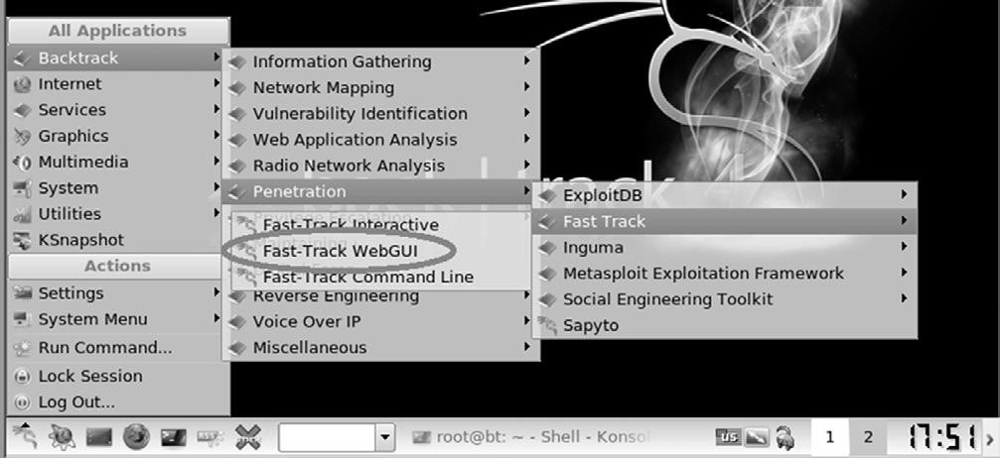 All Applications
Backtrack
Internet
Services
Graphics
Multimedia
System
Utilities
KSnapshot
Actions
Settings
System Menu
Run Command...
Lock Session
Log Out...
Information Gathering
Network Mapping
Vulnerability Identification
Web Application Analysis
Radio Network Analysis
Penetration
Fast-Track Interactive
Fast-Track WebGUI
Fast-Track Command Line
Reverse Engineering
Voice Over IP
Miscellaneous
ExploitDB
Fast Track
Inguma
Metasploit Exploitation Framework
Social Engineering Toolkit
Sapyto
track 4
root@bt: ~ - Shell - Konso
us
1
2
17:51